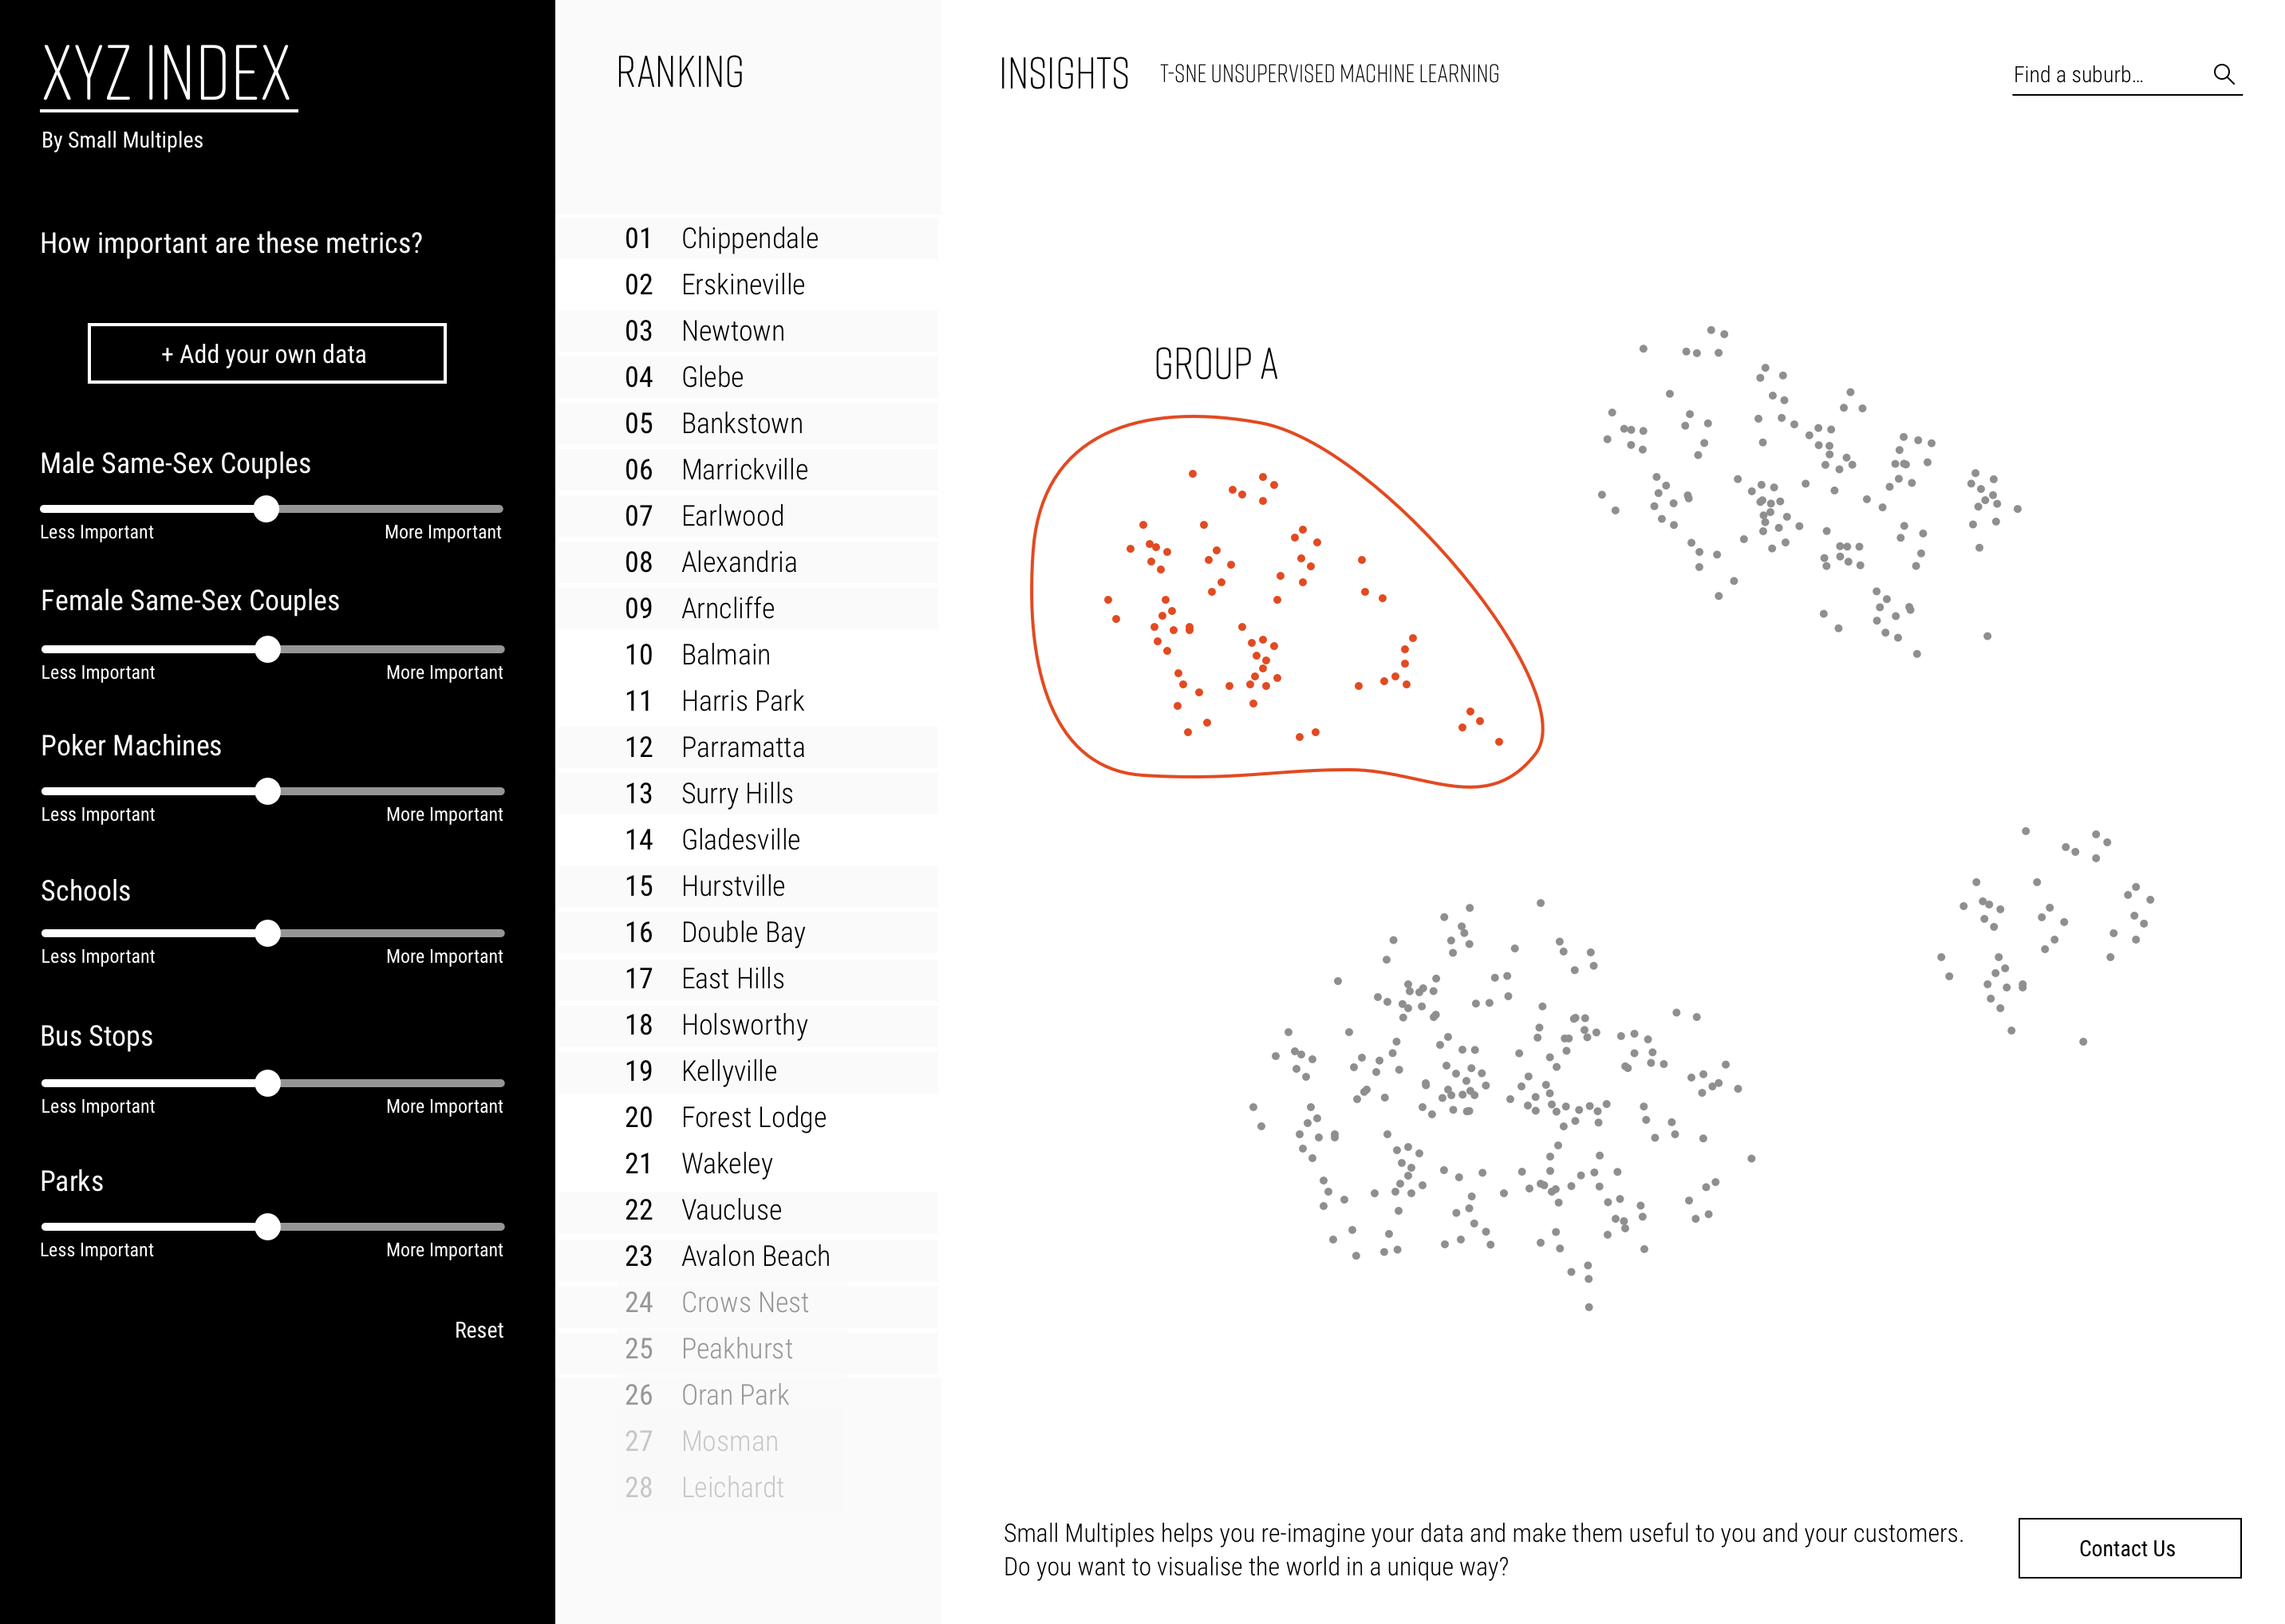 XYZ INDEX
By Small Multiples
How important are these metrics?
+ Add your own data
Male Same-Sex Couples
Less Important More Important
Female Same-Sex Couples
Less Important More Important
Poker Machines
Less Important More Important
Schools
Less Important More Important
Bus Stops
Less Important More Important
Parks
Less Important More Important
Reset
RANKING
01 Chippendale
02 Erskineville
03 Newtown
04 Glebe
05 Bankstown
06 Marrickville
07 Earlwood
08 Alexandria
09 Arncliffe
10 Balmain
11 Harris Park
12 Parramatta
13 Surry Hills
14 Gladesville
15 Hurstville
16 Double Bay
17 East Hills
18 Holsworthy
19 Kellyville
20 Forest Lodge
21 Wakeley
22 Vaucluse
23 Avalon Beach
24 Crows Nest
25 Peakhurst
26 Oran Park
27 Mosman
28 Leichardt
INSIGHTS T-SNE UNSUPERVISED MACHINE LEARNING
Find a suburb...
GROUP A
Small Multiples helps you re-imagine your data and make them useful to you and your customers.
Do you want to visualise the world in a unique way?
Contact Us